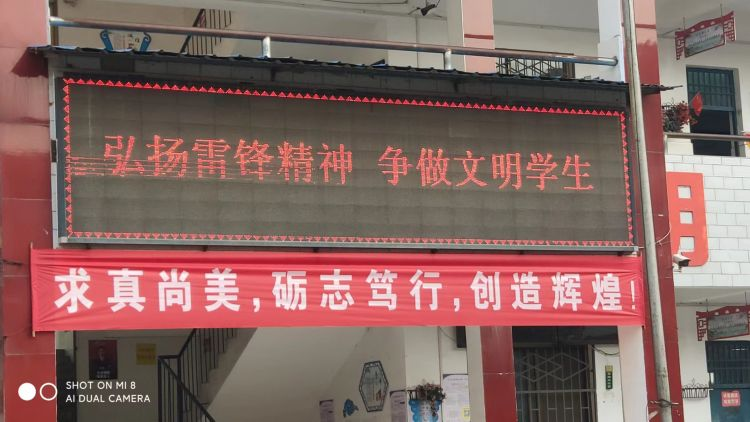 弘扬雷锋精神 争做文明学生
求真尚美,砺志笃行,创造辉煌!
SHOT ON MI 8
AI DUAL CAMERA